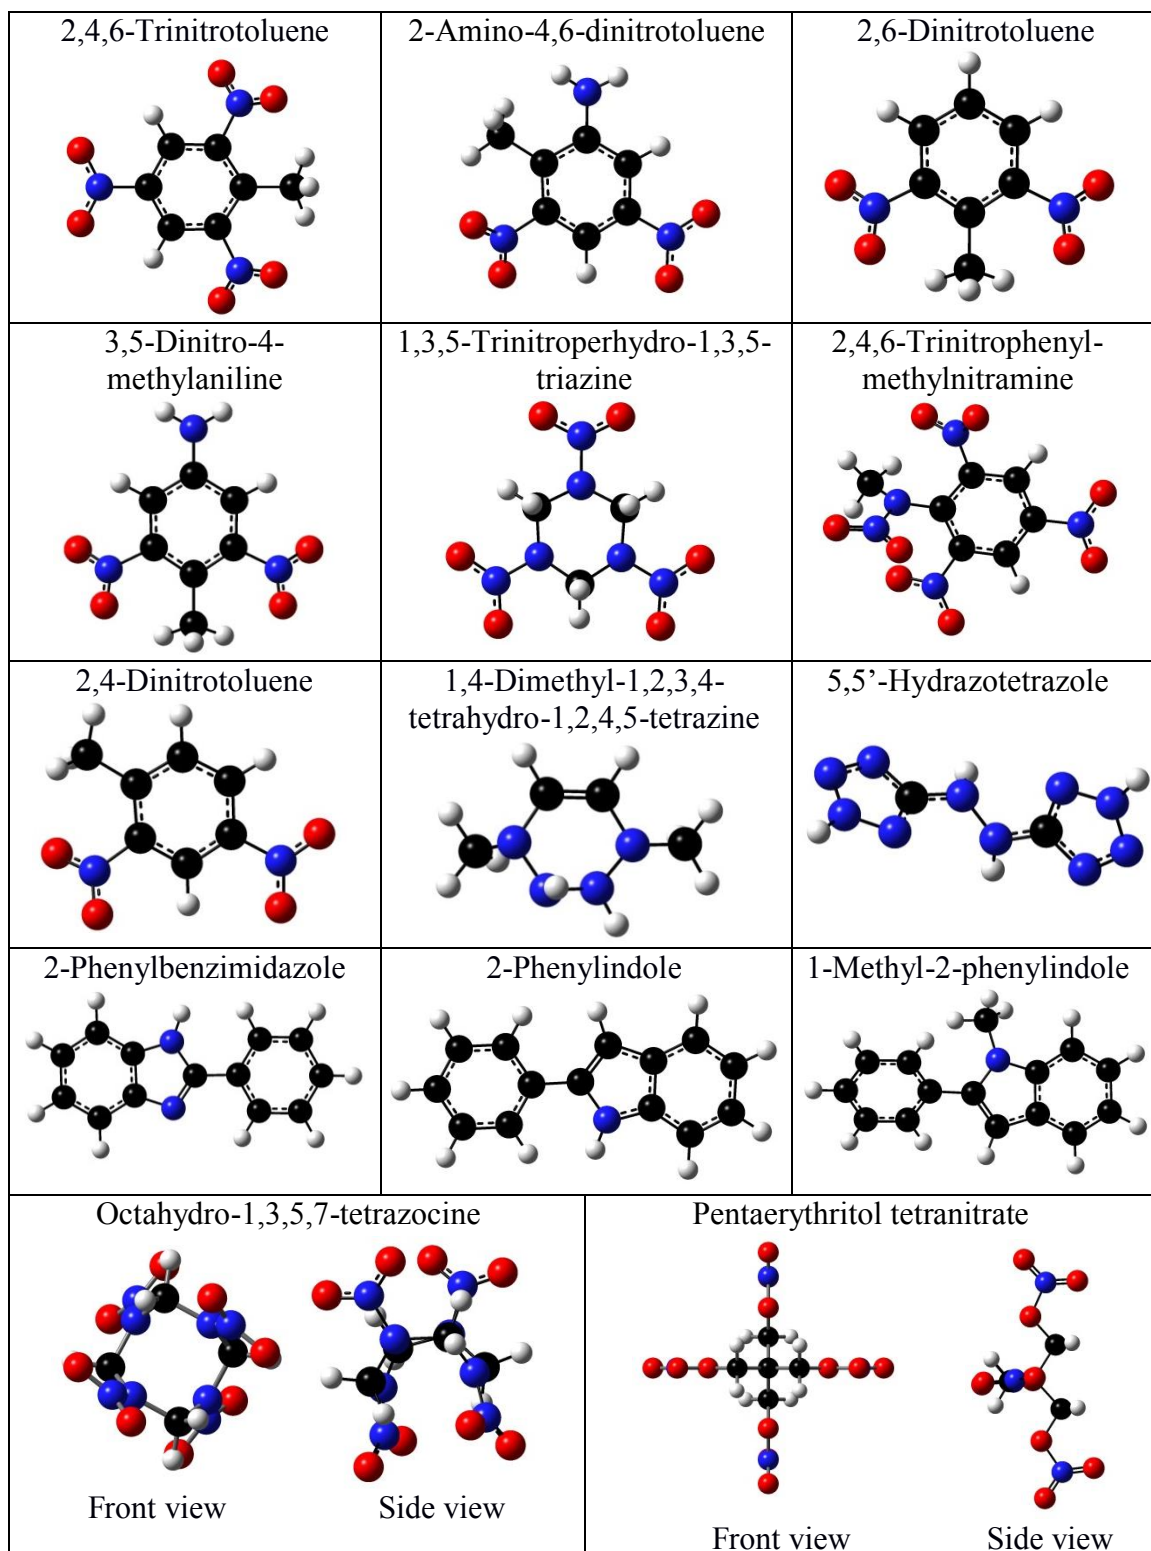 2,4,6-Trinitrotoluene
2-Amino-4,6-dinitrotoluene
2,6-Dinitrotoluene
3,5-Dinitro-4-
methylaniline
1,3,5-Trinitroperhydro-1,3,5-
triazine
2,4,6-Trinitrophenyl-
methylnitramine
2,4-Dinitrotoluene
1,4-Dimethyl-1,2,3,4-
tetrahydro-1,2,4,5-tetrazine
5,5’-Hydrazotetrazole
2-Phenylbenzimidazole
2-Phenylindole
1-Methyl-2-phenylindole
Octahydro-1,3,5,7-tetrazocine
Front view
Side view
Pentaerythritol tetranitrate
Front view
Side view